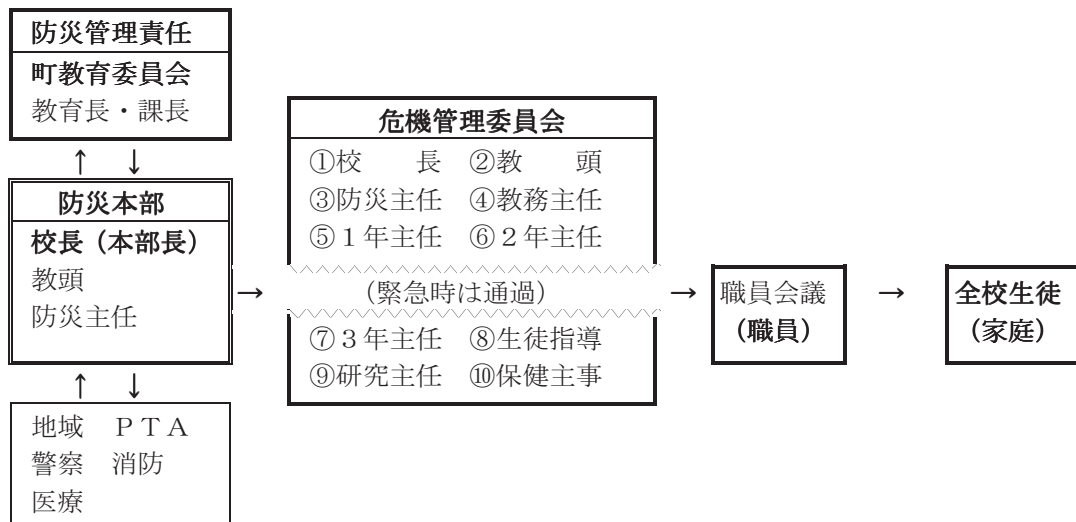 防災管理責任
町教育委員会
教育長・課長
↑ ↓
防災本部
校長（本部長）
教頭
防災主任
↑ ↓
地域 ＰＴＡ
警察 消防
医療
→
危機管理委員会
①校　　長 ②教　　頭
③防災主任 ④教務主任
⑤１年主任 ⑥２年主任
（緊急時は通過）
⑦３年主任 ⑧生徒指導
⑨研究主任 ⑩保健主事
→
職員会議
（職員）
→
全校生徒
（家庭）